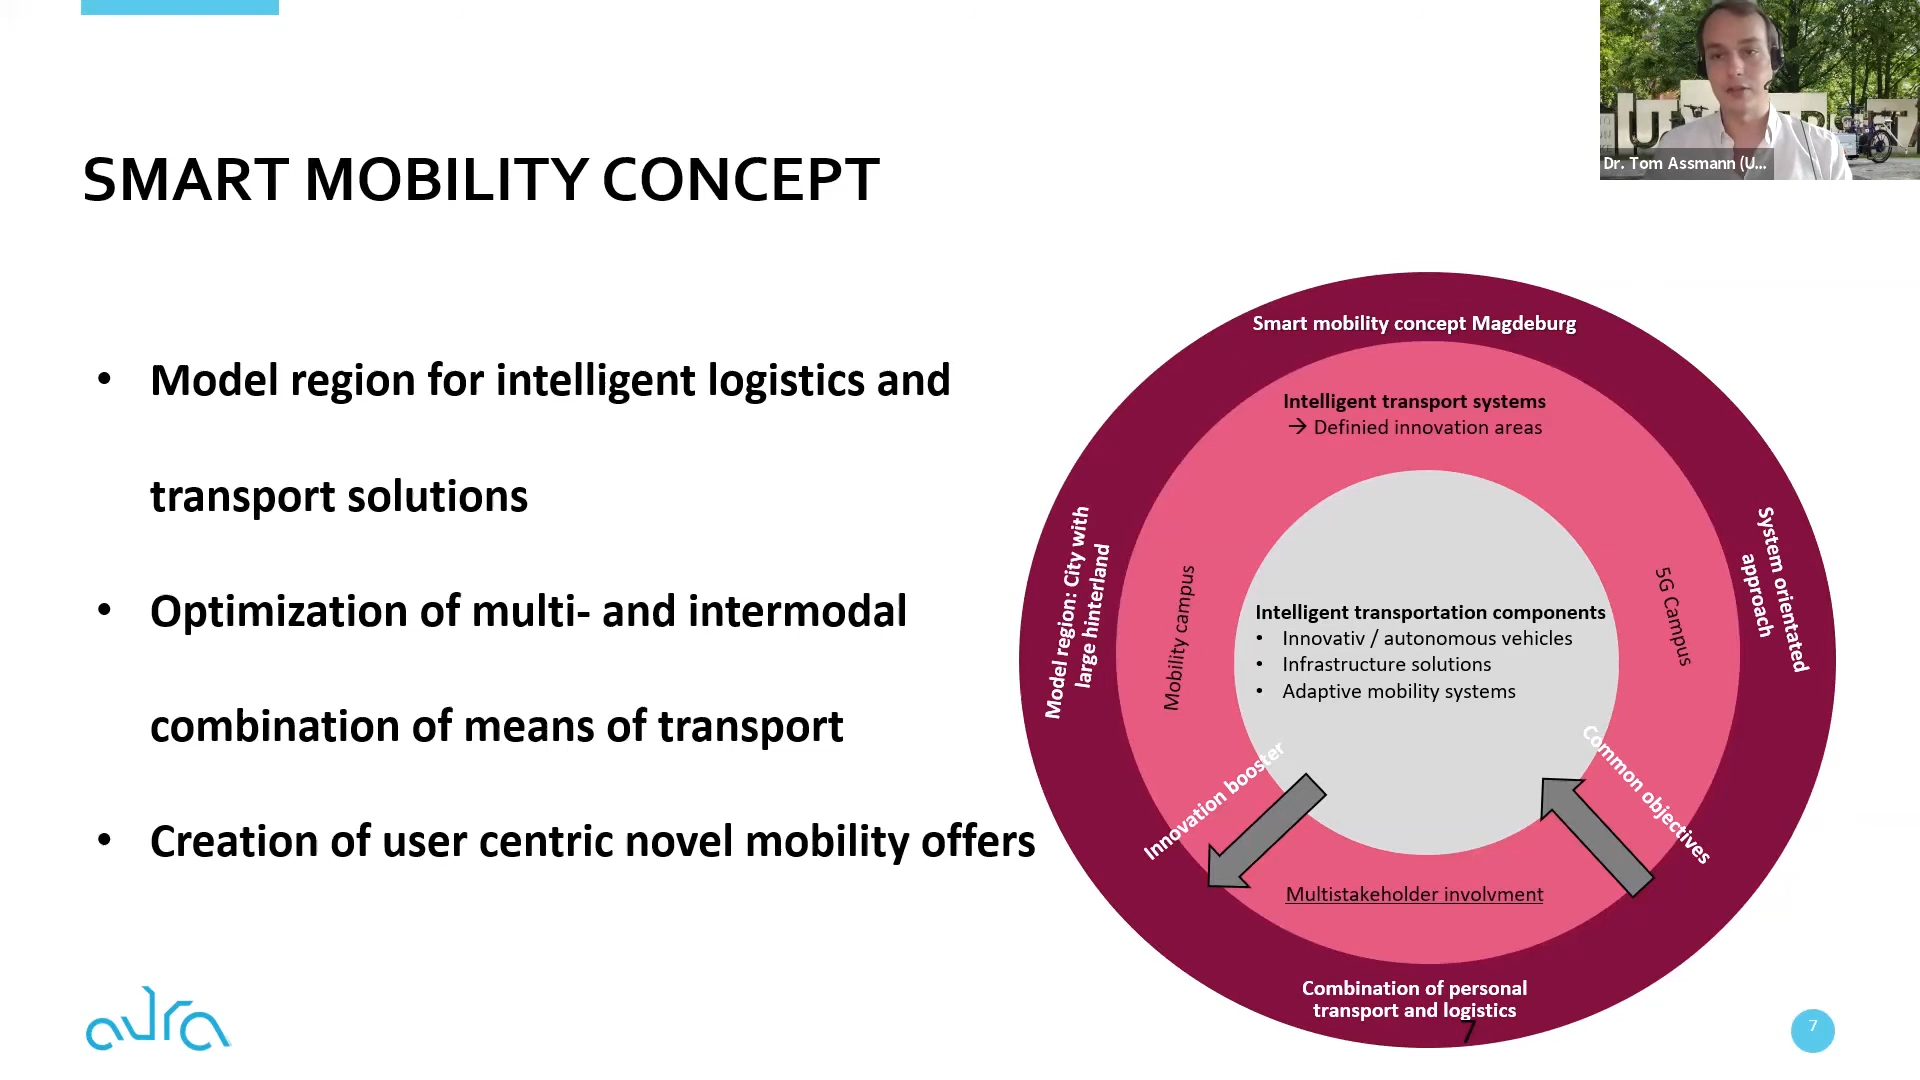 Dr. Tom Assmann (U...
SMART MOBILITY CONCEPT
• Model region for intelligent logistics and
transport solutions
• Optimization of multi- and intermodal
combination of means of transport
• Creation of user centric novel mobility offers
Smart mobility concept Magdeburg
Intelligent transport systems
→ Definied innovation areas
Model region: City with
large hinterland
Mobility campus
5G Campus
System orientated
approach
Intelligent transportation components
• Innovativ / autonomous vehicles
• Infrastructure solutions
• Adaptive mobility systems
Innovation booster
Common objectives
Multistakeholder involvment
Combination of personal
transport and logistics
7
aura
7